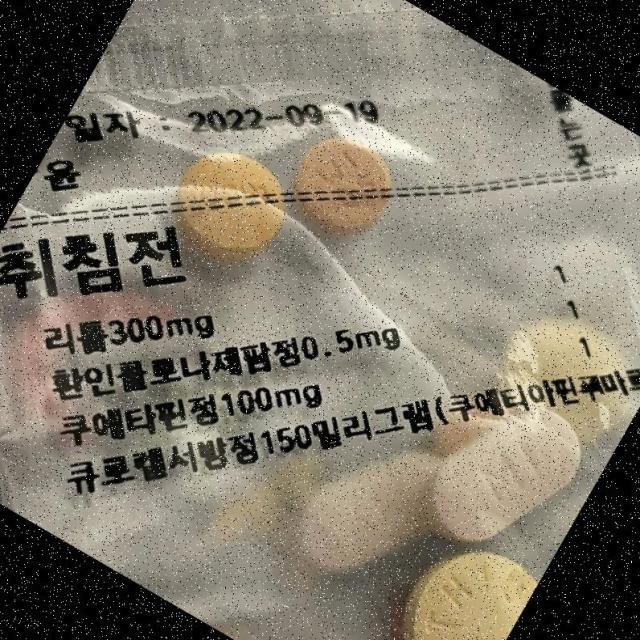 일자 : 2022-09-19
윤
취침전
리튬300mg 1
환인클로나제팜정0.5mg 1
쿠에타핀정100mg 1
큐로켈서방정150밀리그램(쿠에티아핀푸마르